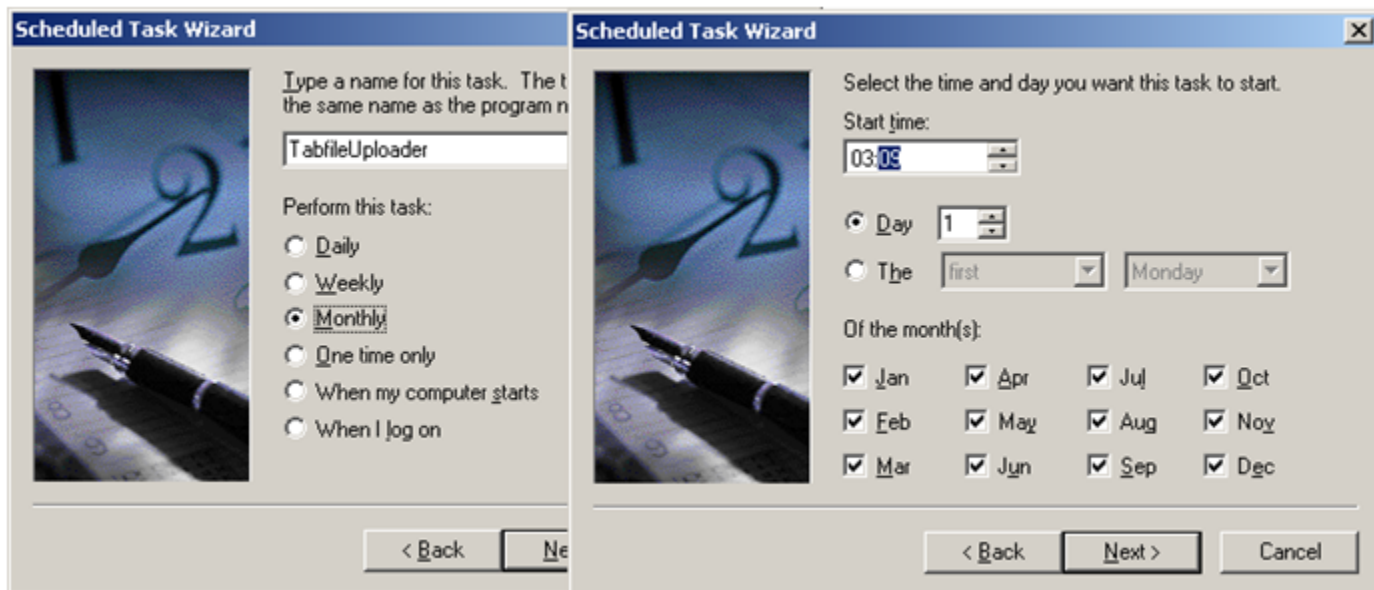 Scheduled Task Wizard
Type a name for this task. The t
the same name as the program n
TabfileUploader
Perform this task:
Daily
Weekly
Monthly
One time only
When my computer starts
When I log on
< Back
Ne
Scheduled Task Wizard
Select the time and day you want this task to start.
Start time:
03:09
Day 1
The first Monday
Of the month(s):
Jan Apr Jul Oct
Feb May Aug Nov
Mar Jun Sep Dec
< Back Next > Cancel